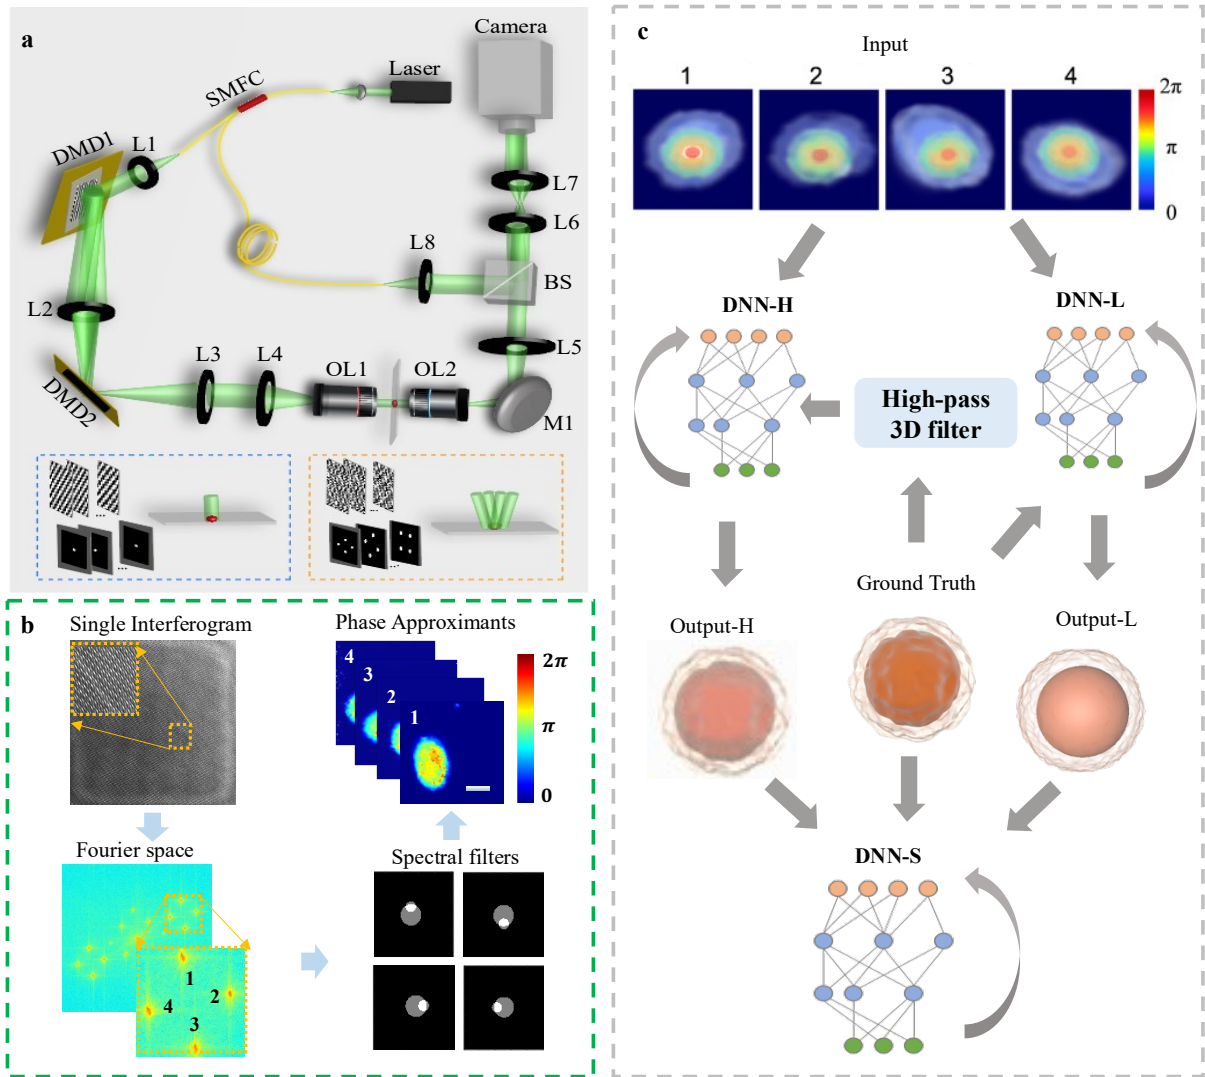 a
Camera
Laser
SMFC
DMD1
L1
L7
L6
L8
BS
L2
L5
L3
L4
OL1
OL2
DMD2
M1
...
...
...
...
b
Single Interferogram
Phase Approximants
4
3
2
1
2π
π
0
Fourier space
Spectral filters
1
2
4
3
c
Input
1
2
3
4
2π
π
0
DNN-H
DNN-L
High-pass
3D filter
Ground Truth
Output-H
Output-L
DNN-S